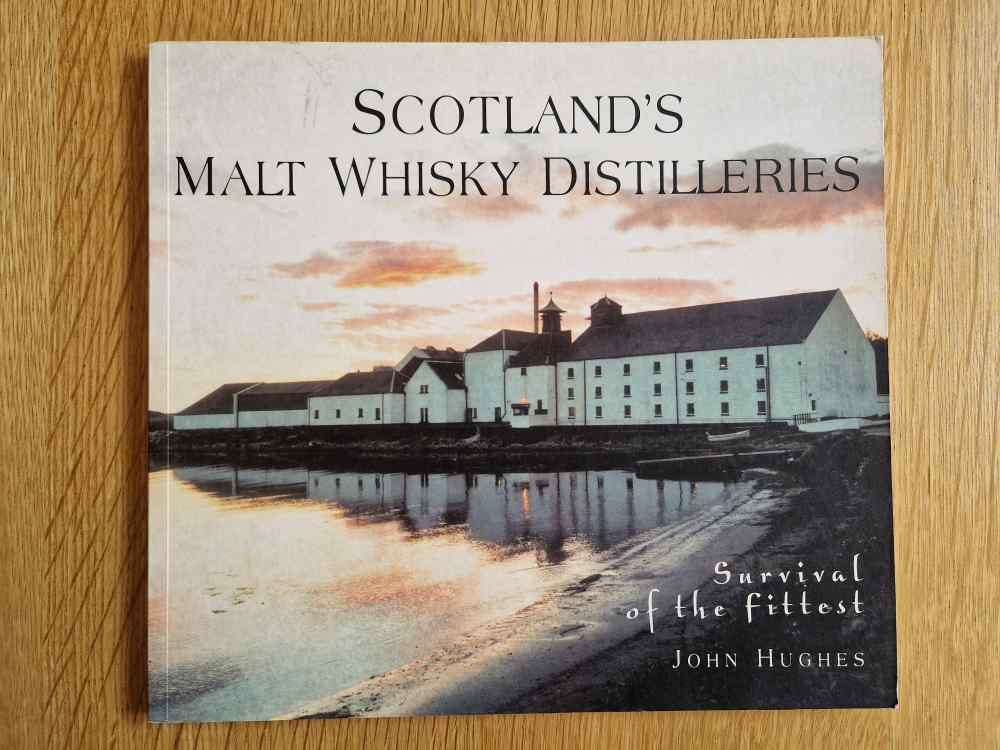 SCOTLAND'S
MALT WHISKY DISTILLERIES
Survival
of the fittest
JOHN HUGHES